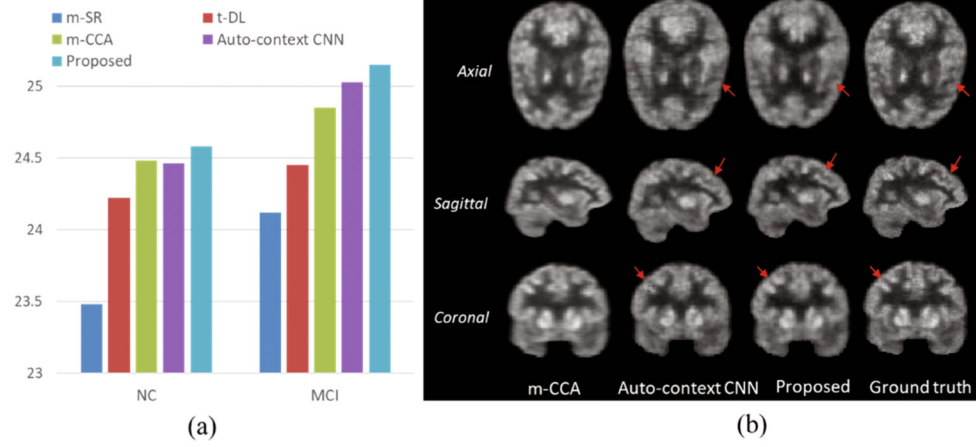 m-SR
t-DL
m-CCA
Auto-context CNN
Proposed
25
24.5
24
23.5
23
NC
MCI
(a)
Axial
Sagittal
Coronal
m-CCA Auto-context CNN Proposed Ground truth
(b)